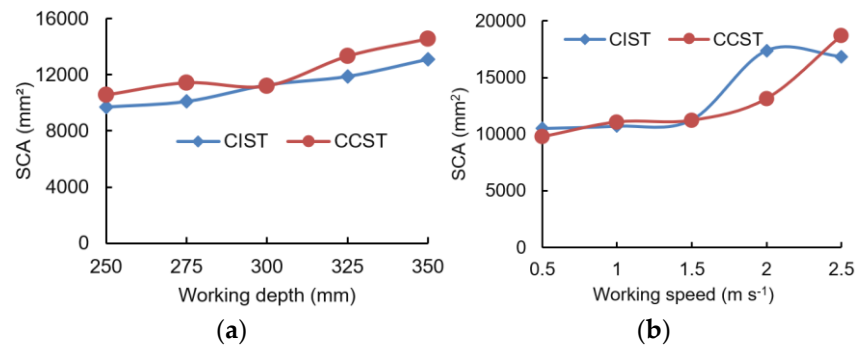 16000
12000
8000
4000
0
SCA (mm²)
CIST
CCST
250 275 300 325 350
Working depth (mm)
(a)
20000
15000
10000
5000
0
SCA (mm²)
CIST
CCST
0.5 1 1.5 2 2.5
Working speed (m s⁻¹)
(b)